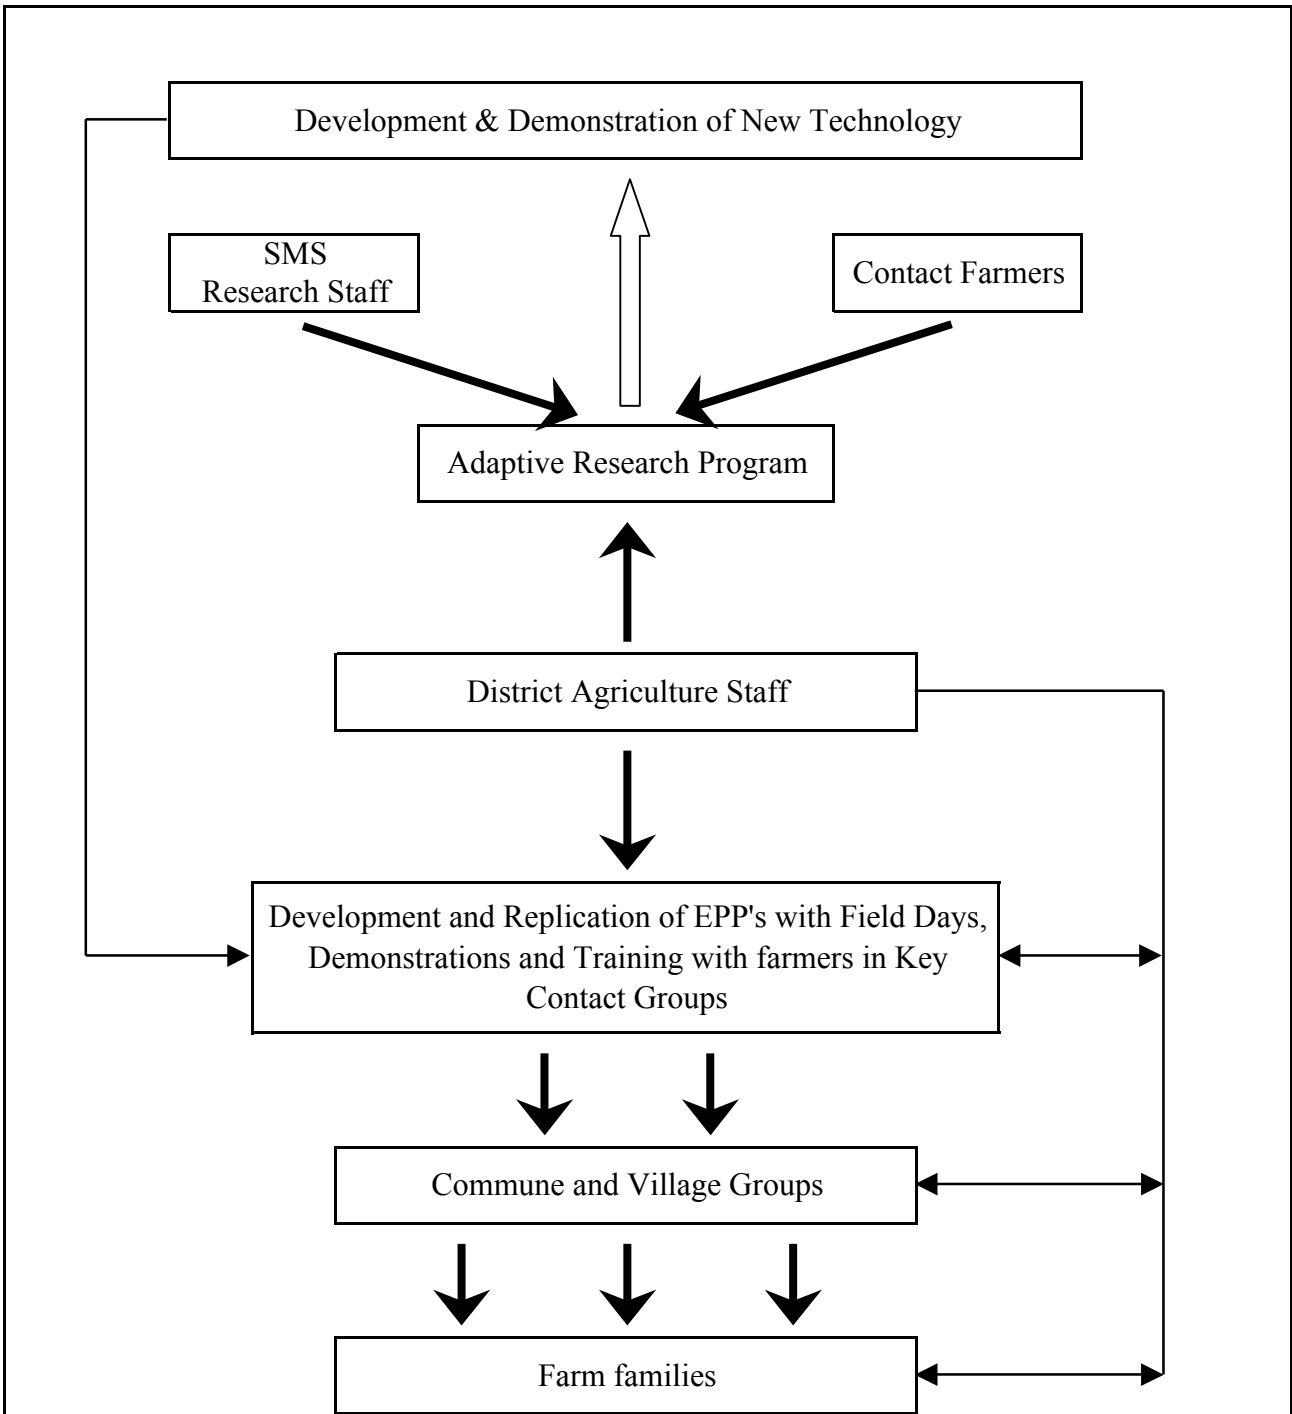 Development & Demonstration of New Technology
SMS
Research Staff
Contact Farmers
Adaptive Research Program
District Agriculture Staff
Development and Replication of EPP's with Field Days,
Demonstrations and Training with farmers in Key
Contact Groups
Commune and Village Groups
Farm families